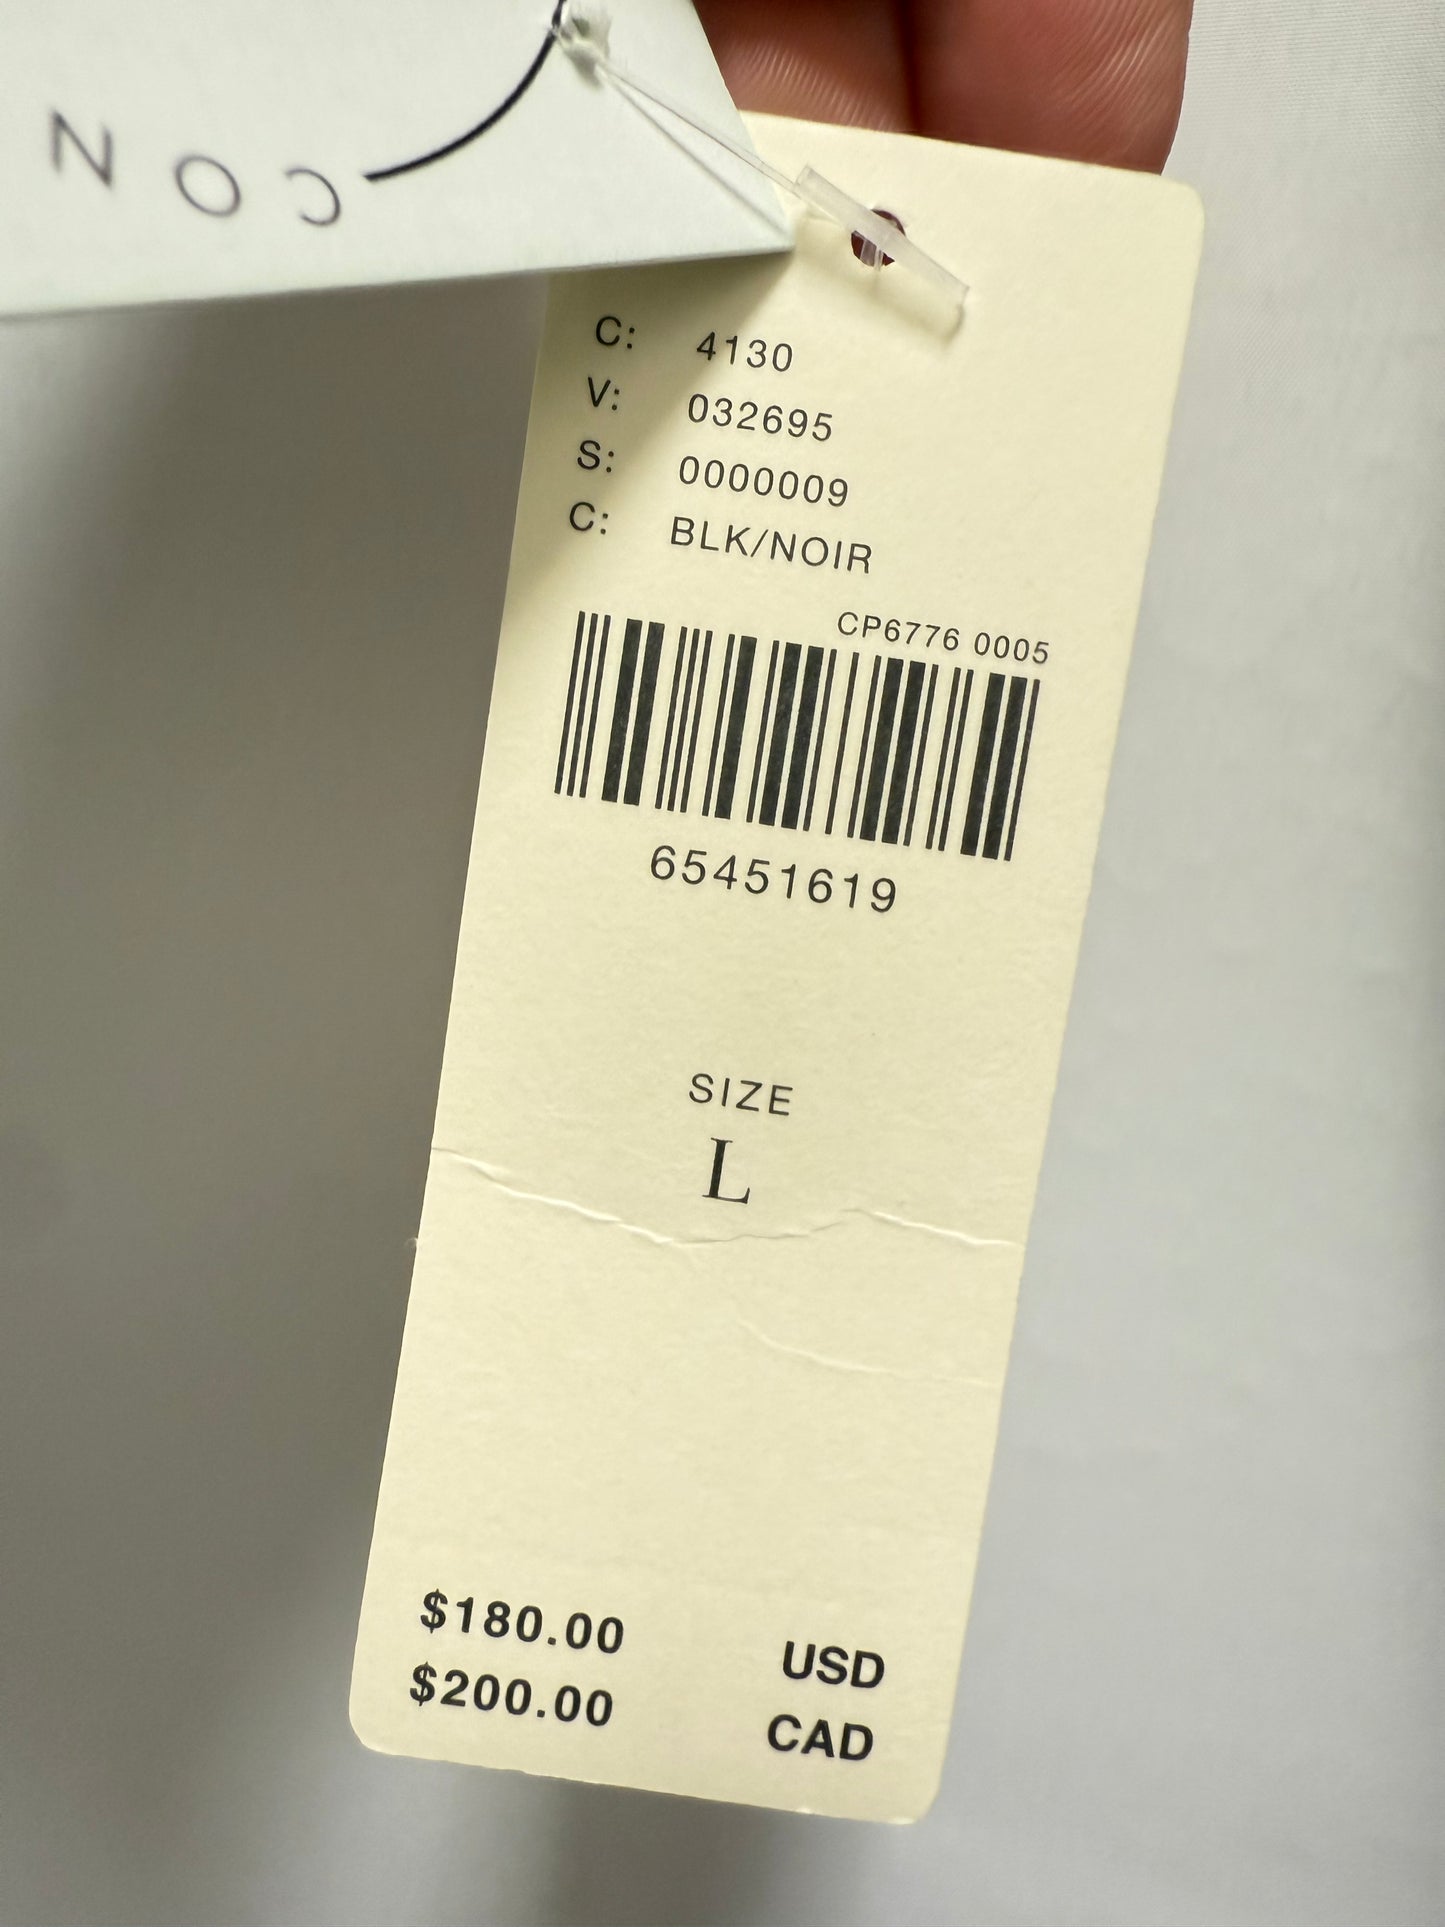 CON
C: 4130
V: 032695
S: 0000009
C: BLK/NOIR
CP6776 0005
65451619
SIZE
L
$180.00 USD
$200.00 CAD